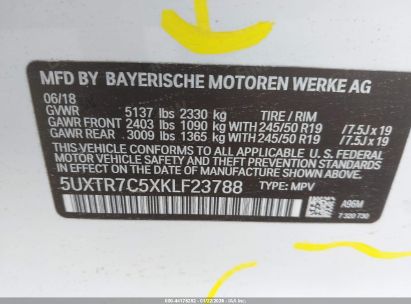 MFD BY BAYERISCHE MOTOREN WERKE AG
06/18
GVWR 5137 lbs 2330 kg TIRE / RIM
GAWR FRONT 2403 lbs 1090 kg WITH 245/50 R19 /7.5J x 19
GAWR REAR 3009 lbs 1365 kg WITH 245/50 R19 /7.5J x 19
THIS VEHICLE CONFORMS TO ALL APPLICABLE U.S. FEDERAL
MOTOR VEHICLE SAFETY STANDARDS
IN EFFECT ON THE DATE OF MANUFACTURE SHOWN ABOVE.
5UXTR7C5XKLF23788 TYPE: MPV
A96M
7 320 730